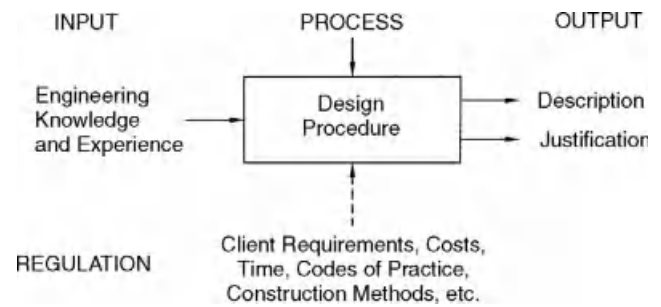 INPUT
PROCESS
OUTPUT
Engineering
Knowledge
and Experience
Design
Procedure
Description
Justification
REGULATION
Client Requirements, Costs,
Time, Codes of Practice,
Construction Methods, etc.